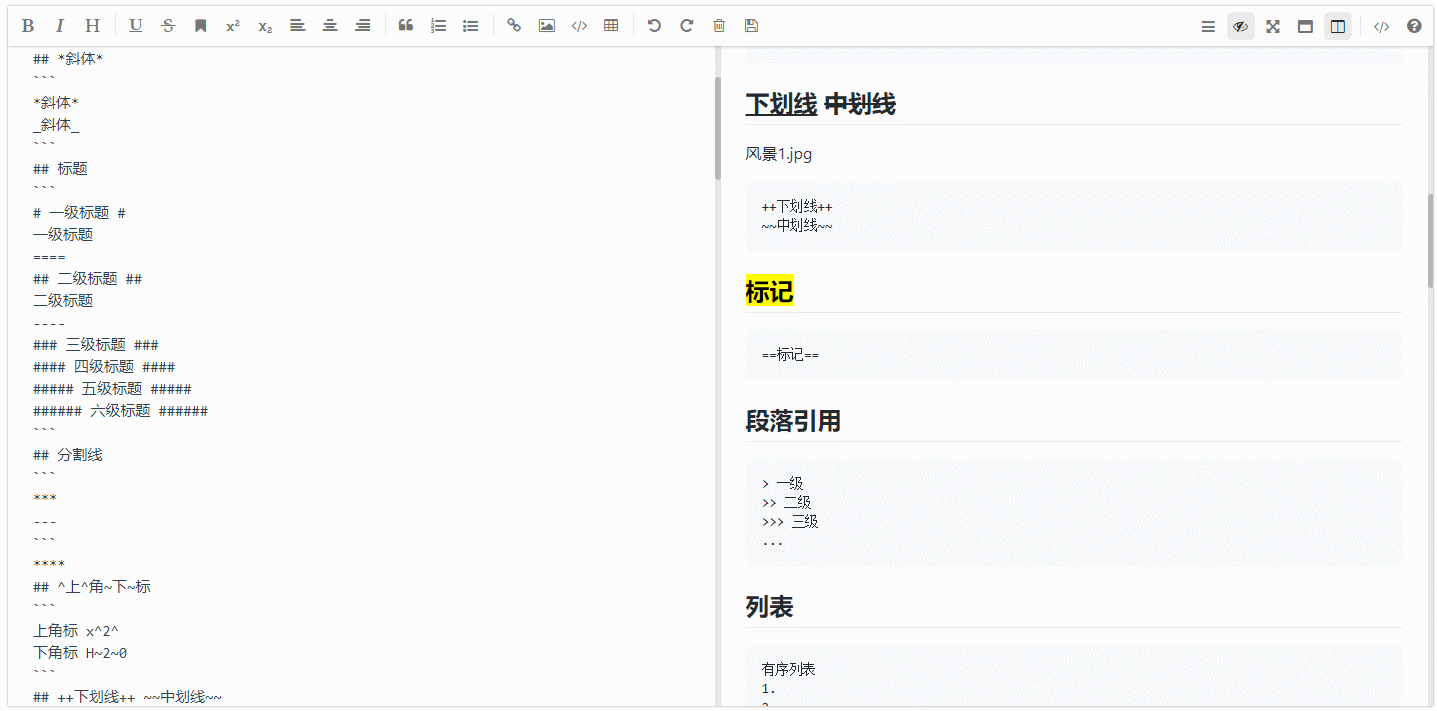 B I H U S x² x₂
## *斜体*
```
*斜体*
_斜体_
```
## 标题
```
# 一级标题 #
一级标题
====
## 二级标题 ##
二级标题
----
### 三级标题 ###
#### 四级标题 ####
##### 五级标题 #####
###### 六级标题 ######
```
## 分割线
```
***
---
```
****
## ^上^角~下~标
```
上角标 x^2^
下角标 H~2~0
```
## ++下划线++ ~~中划线~~
下划线 中划线
风景1.jpg
++下划线++
~~中划线~~
标记
==标记==
段落引用
> 一级
>> 二级
>>> 三级
...
列表
有序列表
1.